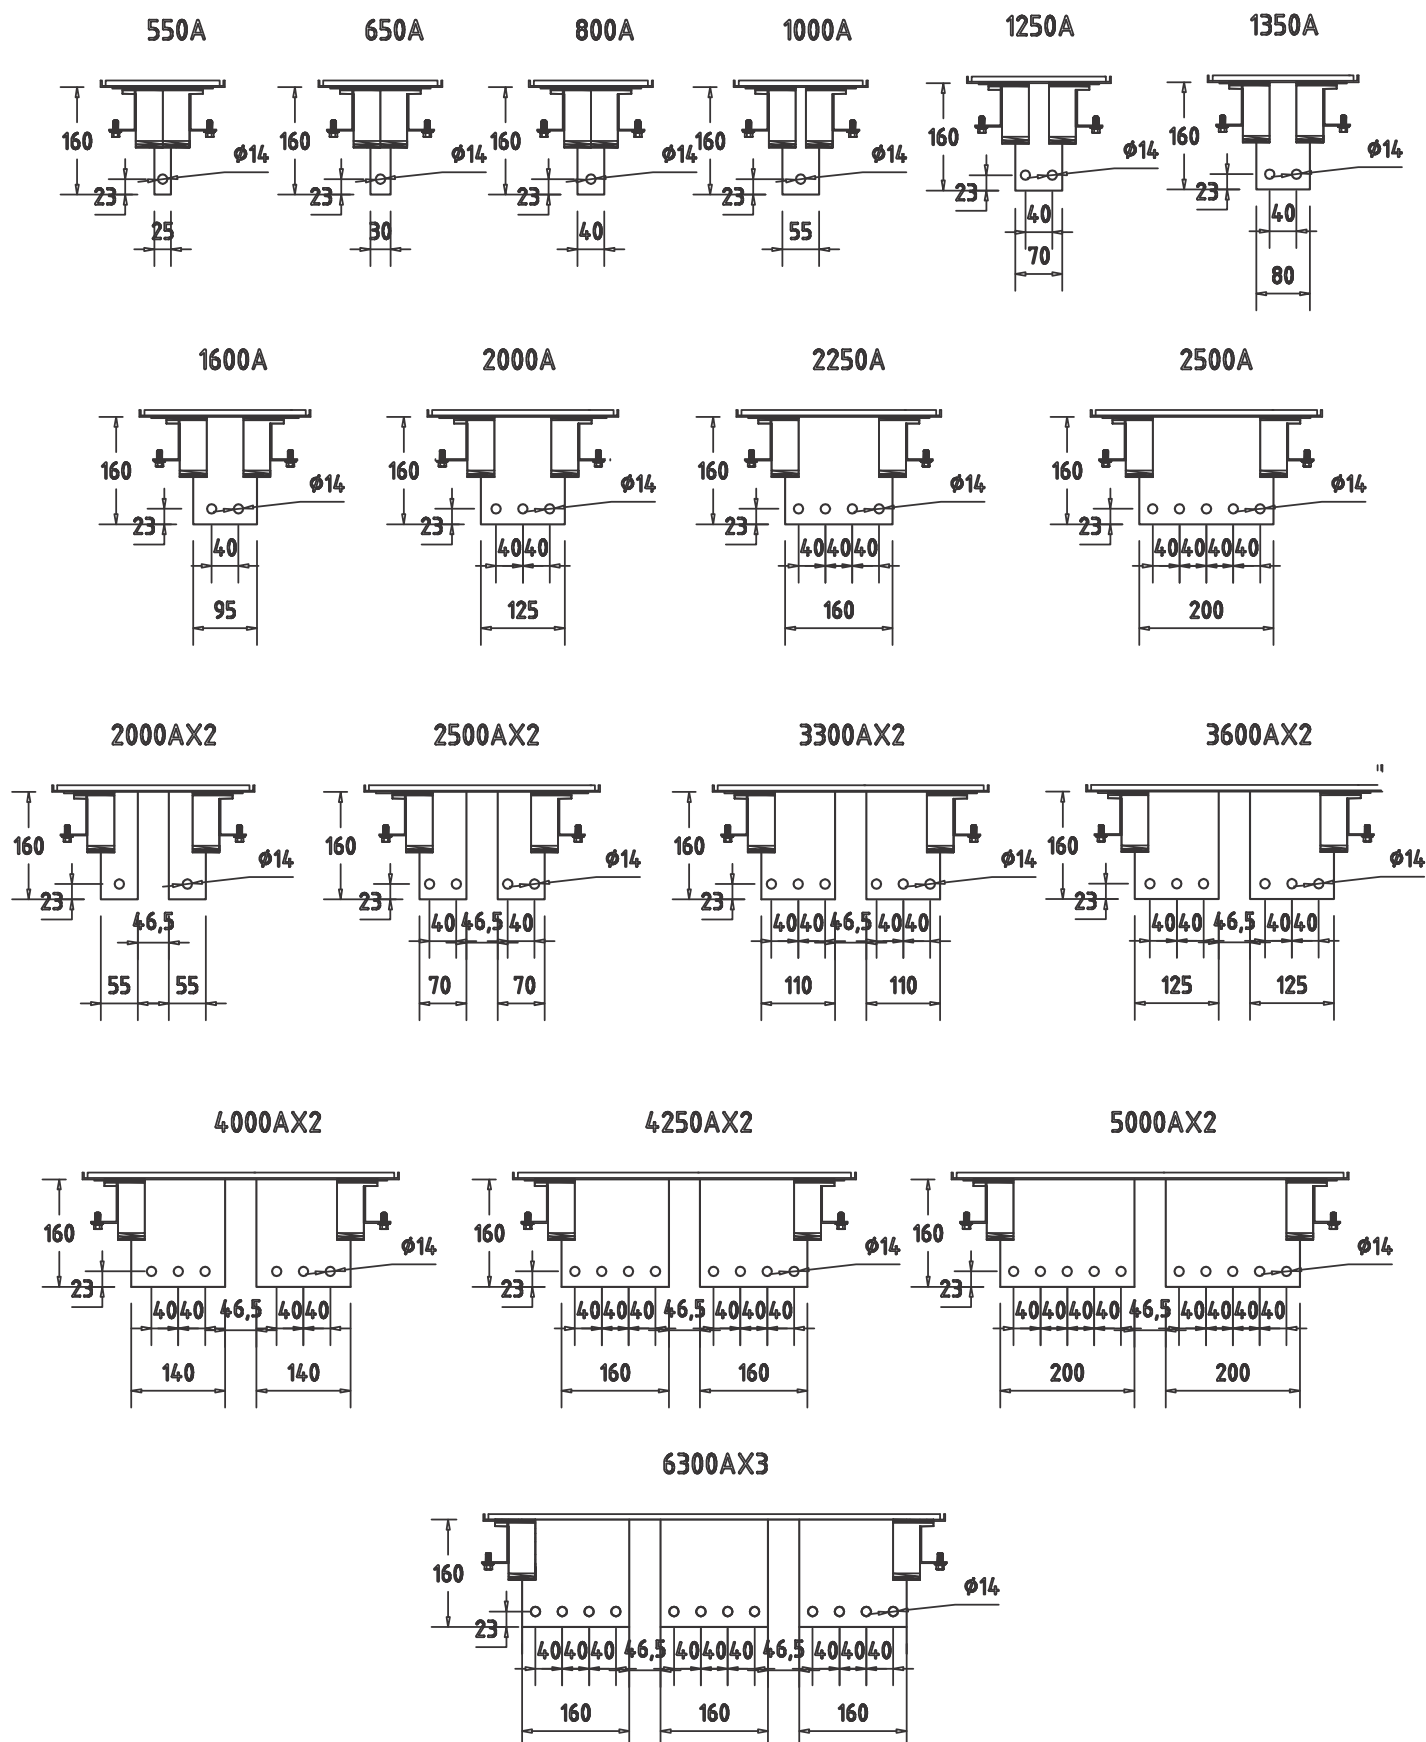 550A 650A 800A 1000A 1250A 1350A
160 160 160 160 160 160
Ø14 Ø14 Ø14 Ø14 Ø14 Ø14
23 23 23 23 23 23
25 30 40 55 40 40
70 80
1600A 2000A 2250A 2500A
160 160 160 160
Ø14 Ø14 Ø14 Ø14
23 23 23 23
40 40 40 40 40 40 40 40 40 40
95 125 160 200
2000AX2 2500AX2 3300AX2 3600AX2
160 160 160 160
Ø14 Ø14 Ø14 Ø14
23 23 23 23
46,5 40 46,5 40 40 40 46,5 40 40 40 40 46,5 40 40
55 55 70 70 110 110 125 125
4000AX2 4250AX2 5000AX2
160 160 160
Ø14 Ø14 Ø14
23 23 23
40 40 46,5 40 40 40 40 40 46,5 40 40 40 40 40 40 40 46,5 40 40 40 40
140 140 160 160 200 200
6300AX3
160
Ø14
23
40 40 40 46,5 40 40 40 46,5 40 40 40
160 160 160